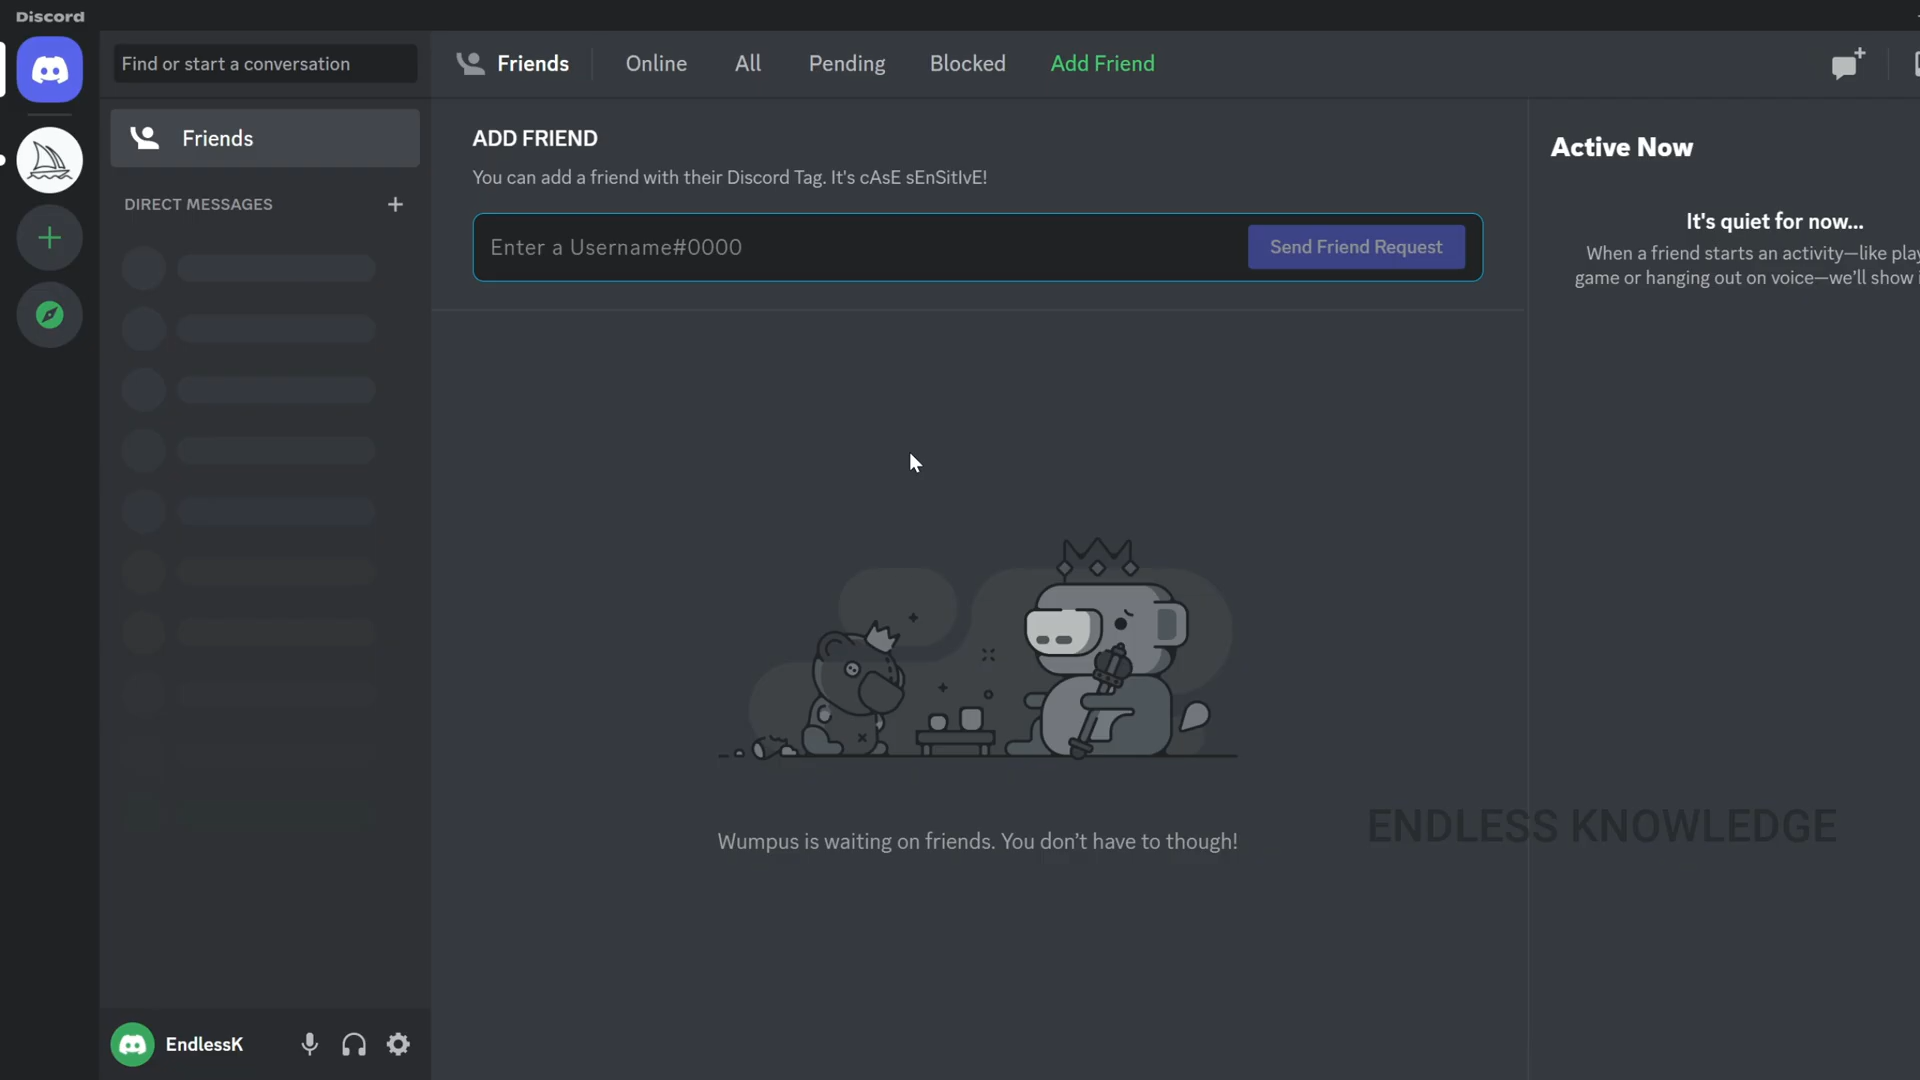 Discord
Find or start a conversation
Friends
Online
All
Pending
Blocked
Add Friend
Friends
DIRECT MESSAGES
ADD FRIEND
You can add a friend with their Discord Tag. It's cAsE sEnSitIvE!
Enter a Username#0000
Send Friend Request
Active Now
It's quiet for now...
When a friend starts an activity—like
game or hanging out on voice—we'll show
Wumpus is waiting on friends. You don't have to though!
ENDLESS KNOWLEDGE
EndlessK